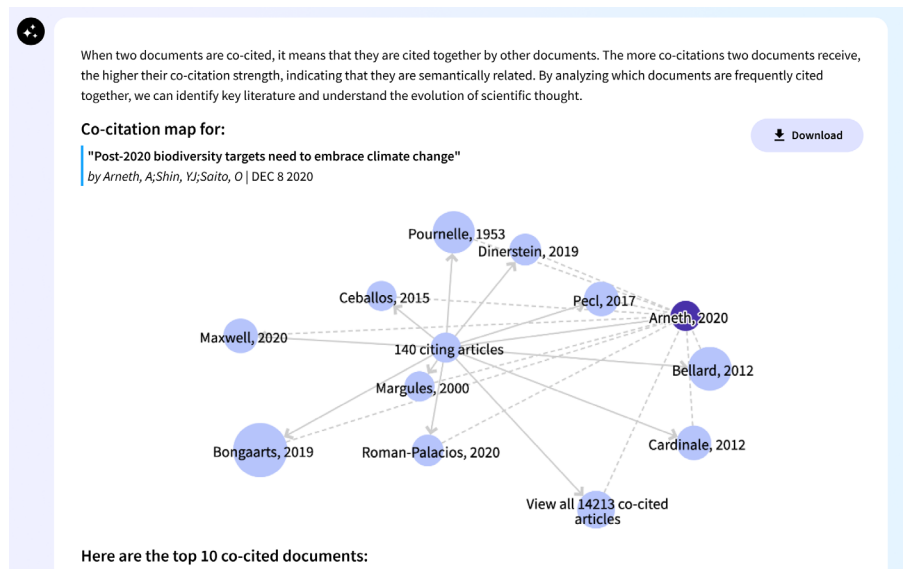 When two documents are co-cited, it means that they are cited together by other documents. The more co-citations two documents receive,
the higher their co-citation strength, indicating that they are semantically related. By analyzing which documents are frequently cited
together, we can identify key literature and understand the evolution of scientific thought.
Co-citation map for:
Download
"Post-2020 biodiversity targets need to embrace climate change"
by Arneth, A;Shin, YJ;Saito, O | DEC 8 2020
Pournelle, 1953
Dinerstein, 2019
Ceballos, 2015
Pecl, 2017
Arneth, 2020
Maxwell, 2020
140 citing articles
Bellard, 2012
Margules, 2000
Bongaarts, 2019
Roman-Palacios, 2020
Cardinale, 2012
View all 14213 co-cited
articles
Here are the top 10 co-cited documents: